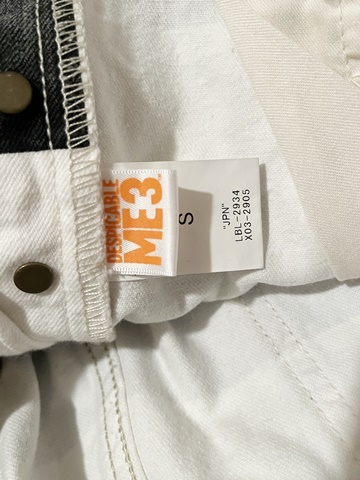 DESPICABLE
ME3
S
"JPN"
LBL-2934
X03-2905